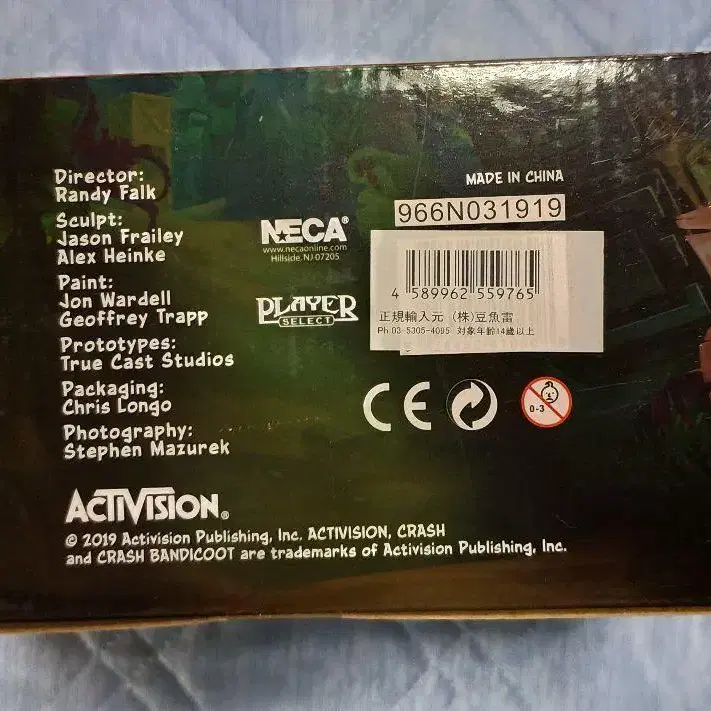 Director:
Randy Falk
Sculpt:
Jason Frailey
Alex Heinke
Paint:
Jon Wardell
Geoffrey Trapp
Prototypes:
True Cast Studios
Packaging:
Chris Longo
Photography:
Stephen Mazurek
NECA®
www.necaonline.com
Hillside, NJ 07205
PLAYER
SELECT
MADE IN CHINA
966N031919
4 589962 559765
正規輸入元 (株)豆魚雷
Ph 03-5305-4095 対象年齢14歳以上
CE
0-3
ACTIVISION®
© 2019 Activision Publishing, Inc. ACTIVISION, CRASH
and CRASH BANDICOOT are trademarks of Activision Publishing, Inc.